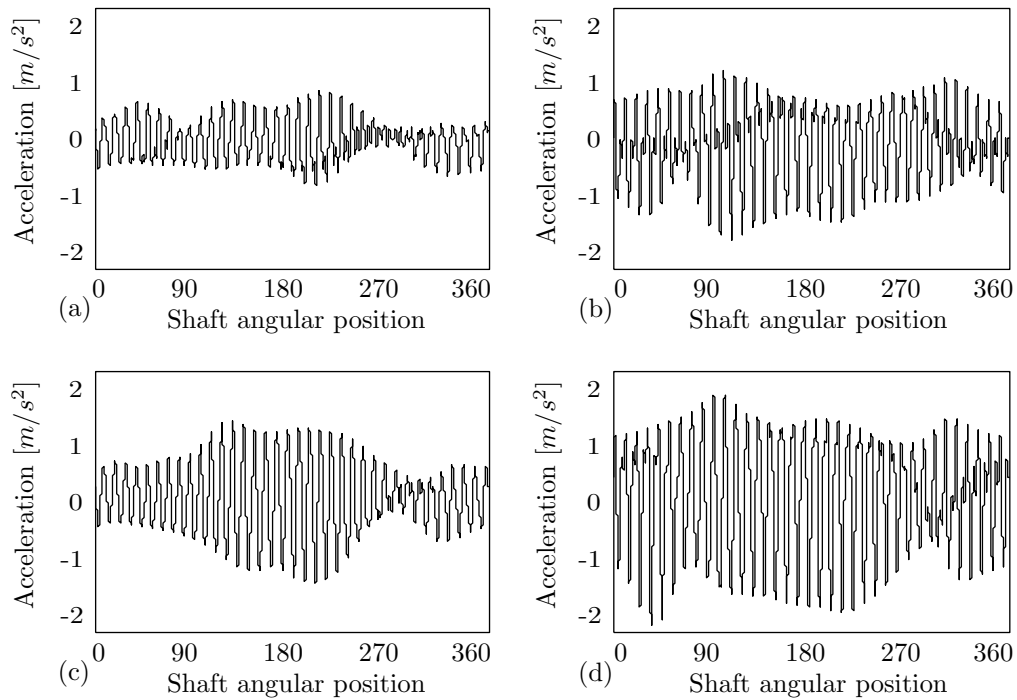 2
1
0
-1
-2
Acceleration [m/s²]
0 90 180 270 360
(a)
Shaft angular position
2
1
0
-1
-2
Acceleration [m/s²]
0 90 180 270 360
(b)
Shaft angular position
2
1
0
-1
-2
Acceleration [m/s²]
0 90 180 270 360
(c)
Shaft angular position
2
1
0
-1
-2
Acceleration [m/s²]
0 90 180 270 360
(d)
Shaft angular position